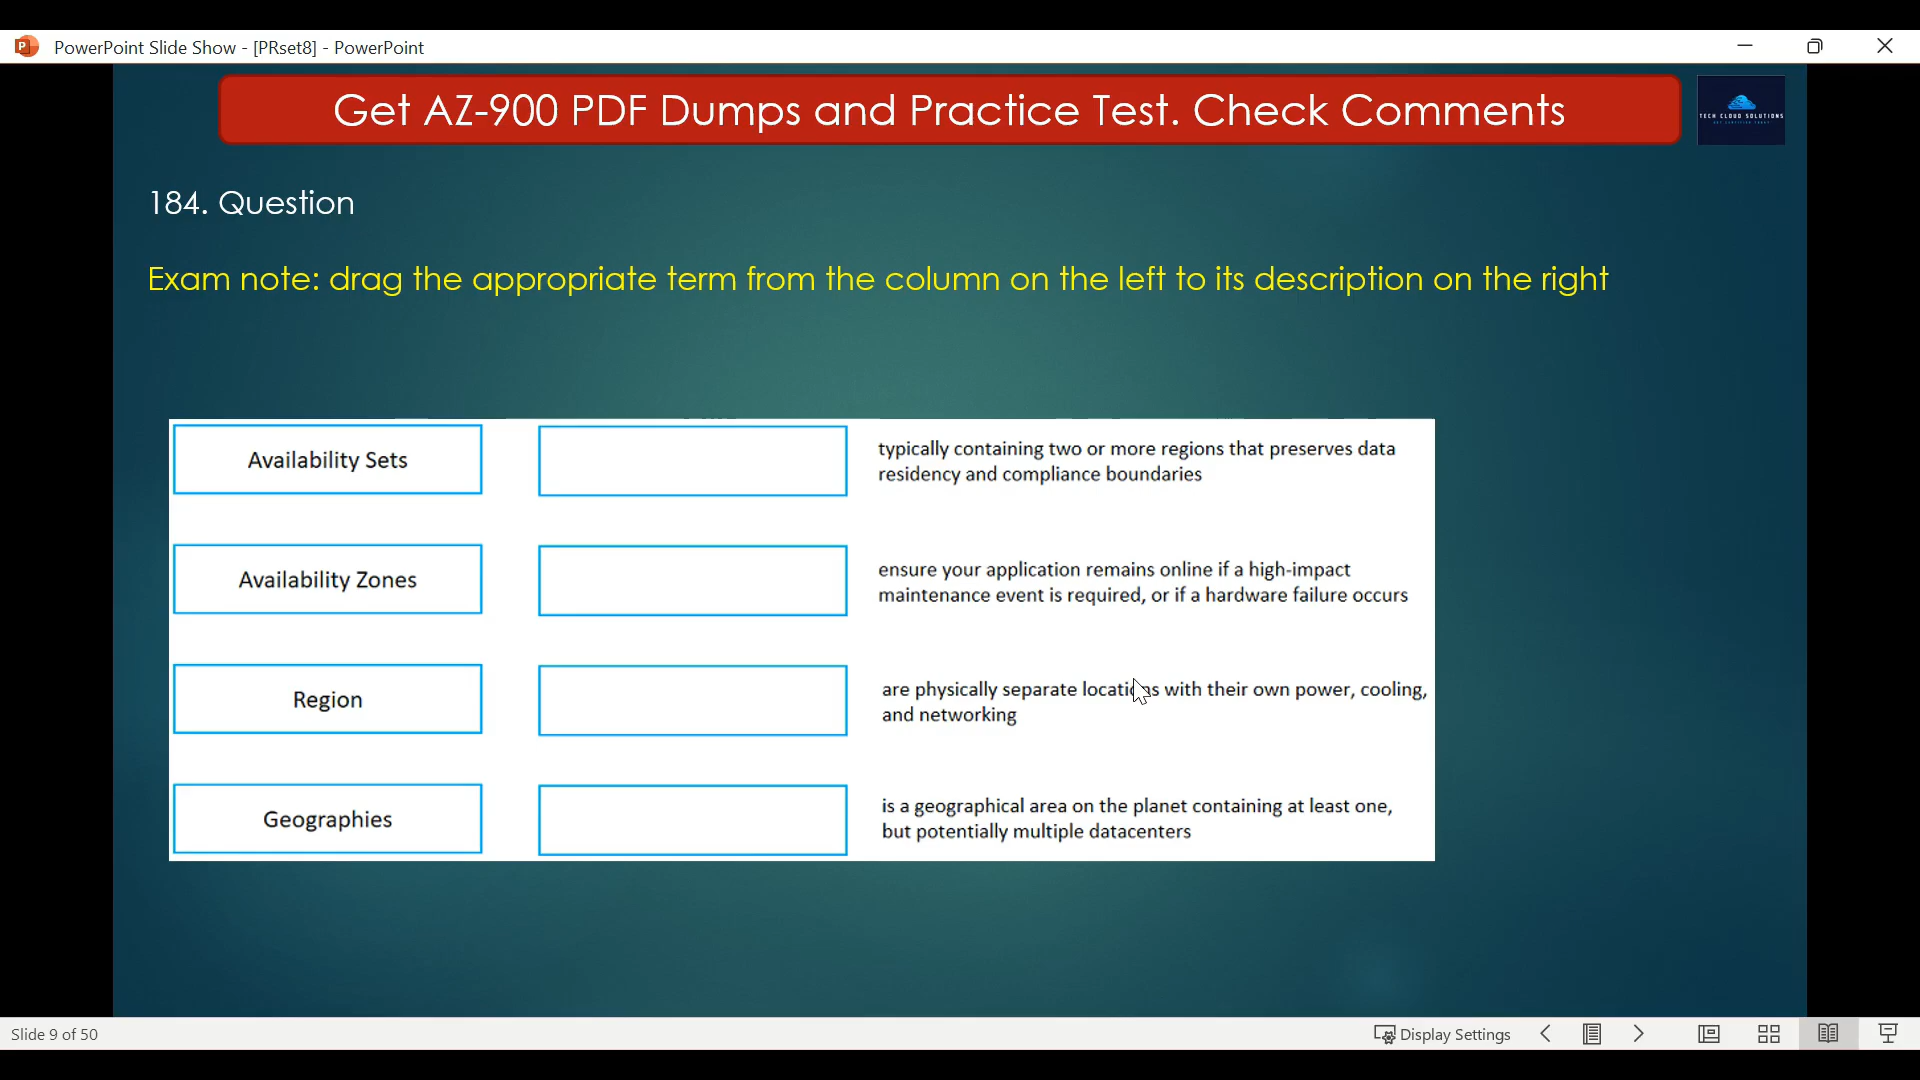 PowerPoint Slide Show - [PRset8] - PowerPoint
Get AZ-900 PDF Dumps and Practice Test. Check Comments
TECH CLOUD SOLUTIONS
184. Question
Exam note: drag the appropriate term from the column on the left to its description on the right
Availability Sets
typically containing two or more regions that preserves data
residency and compliance boundaries
Availability Zones
ensure your application remains online if a high-impact
maintenance event is required, or if a hardware failure occurs
Region
are physically separate locations with their own power, cooling,
and networking
Geographies
is a geographical area on the planet containing at least one,
but potentially multiple datacenters
Slide 9 of 50
Display Settings